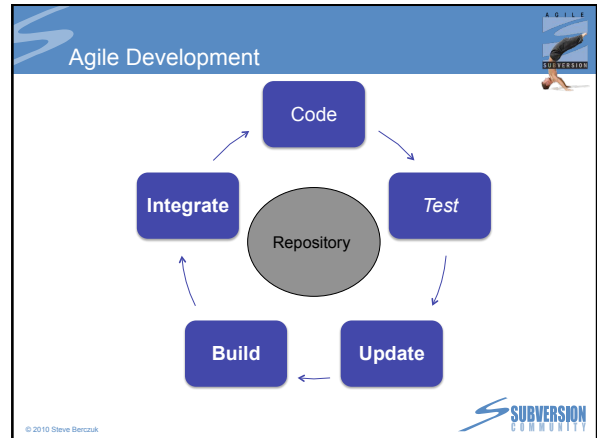 AGILE
SUBVERSION
Agile Development
Code
Test
Update
Build
Integrate
Repository
© 2010 Steve Berczuk
SUBVERSION
COMMUNITY